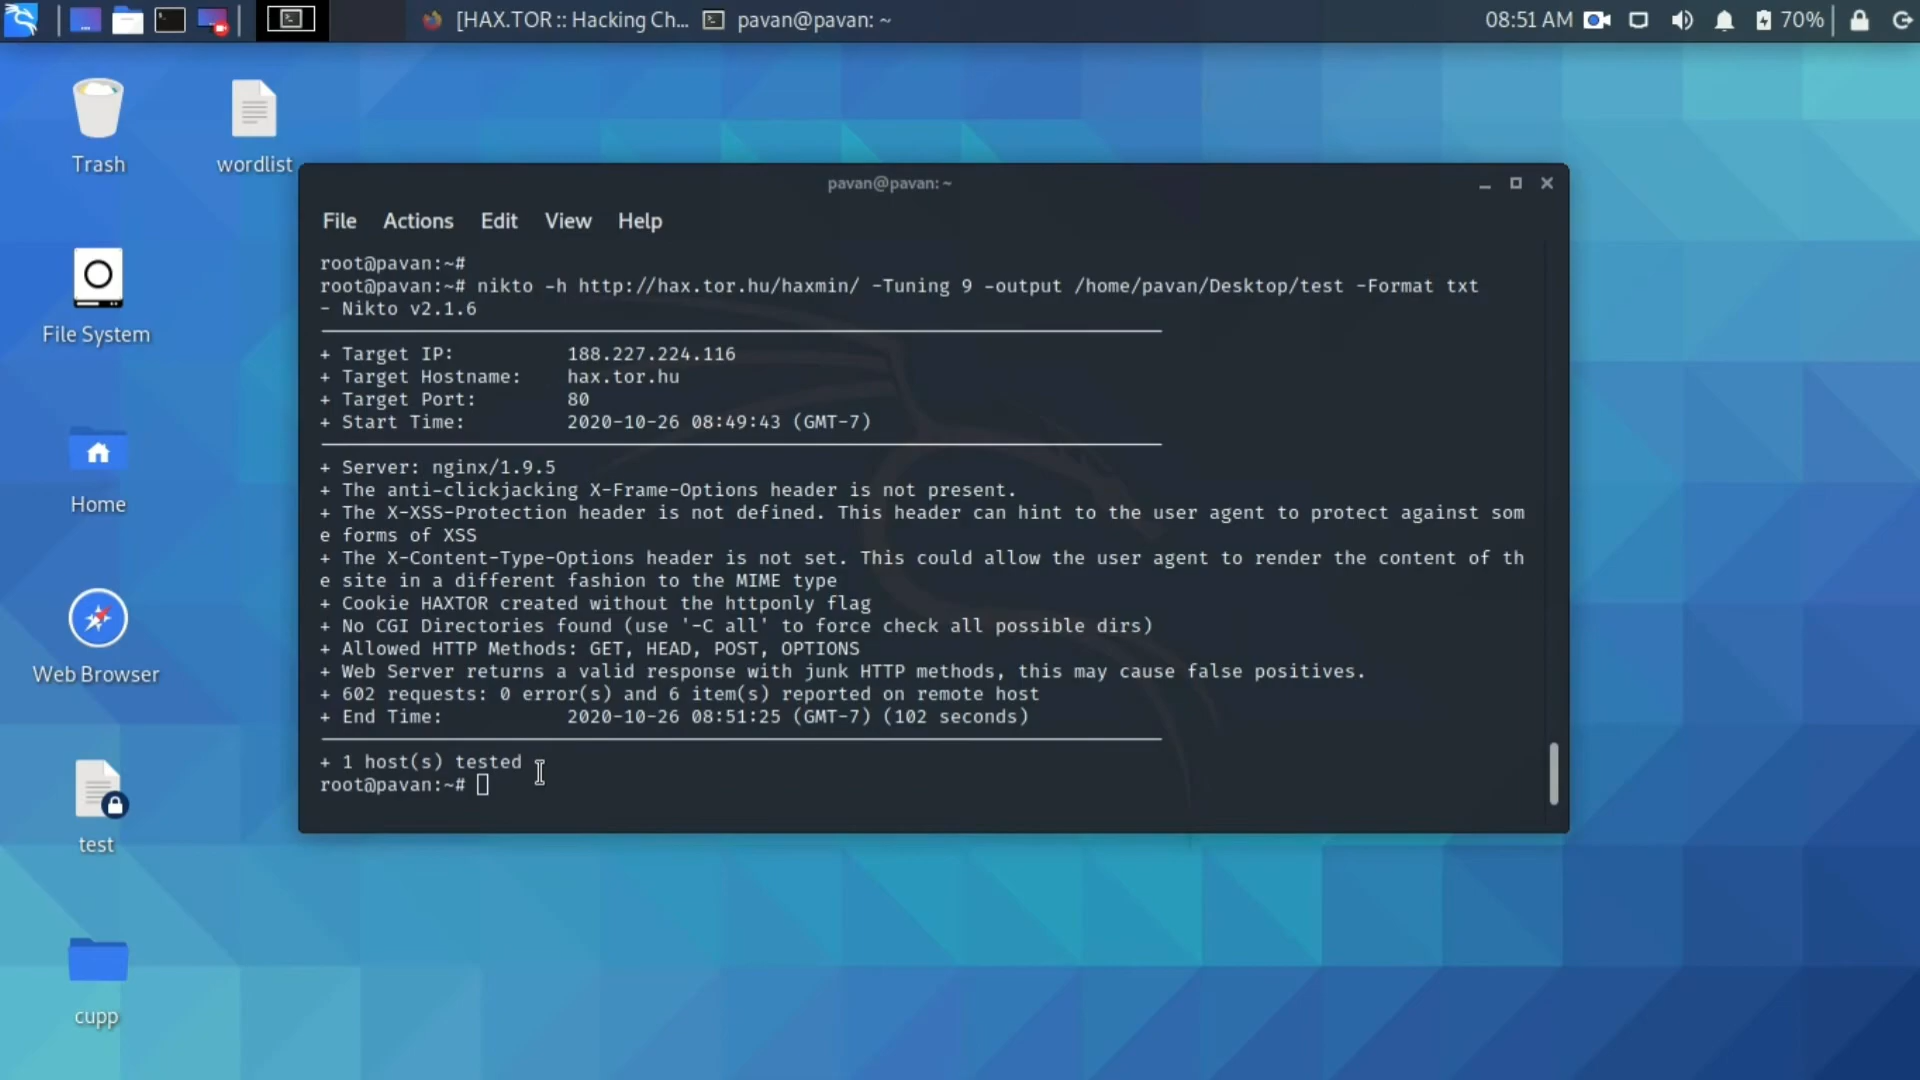 [HAX.TOR :: Hacking Ch...
pavan@pavan: ~
08:51 AM
70%
Trash
wordlist
File System
Home
Web Browser
test
cupp
pavan@pavan: ~
File Actions Edit View Help
root@pavan:~#
root@pavan:~# nikto -h http://hax.tor.hu/haxmin/ -Tuning 9 -output /home/pavan/Desktop/test -Format txt
- Nikto v2.1.6
+ Target IP: 188.227.224.116
+ Target Hostname: hax.tor.hu
+ Target Port: 80
+ Start Time: 2020-10-26 08:49:43 (GMT-7)
+ Server: nginx/1.9.5
+ The anti-clickjacking X-Frame-Options header is not present.
+ The X-XSS-Protection header is not defined. This header can hint to the user agent to protect against som
e forms of XSS
+ The X-Content-Type-Options header is not set. This could allow the user agent to render the content of th
e site in a different fashion to the MIME type
+ Cookie HAXTOR created without the httponly flag
+ No CGI Directories found (use '-C all' to force check all possible dirs)
+ Allowed HTTP Methods: GET, HEAD, POST, OPTIONS
+ Web Server returns a valid response with junk HTTP methods, this may cause false positives.
+ 602 requests: 0 error(s) and 6 item(s) reported on remote host
+ End Time: 2020-10-26 08:51:25 (GMT-7) (102 seconds)
+ 1 host(s) tested
root@pavan:~#